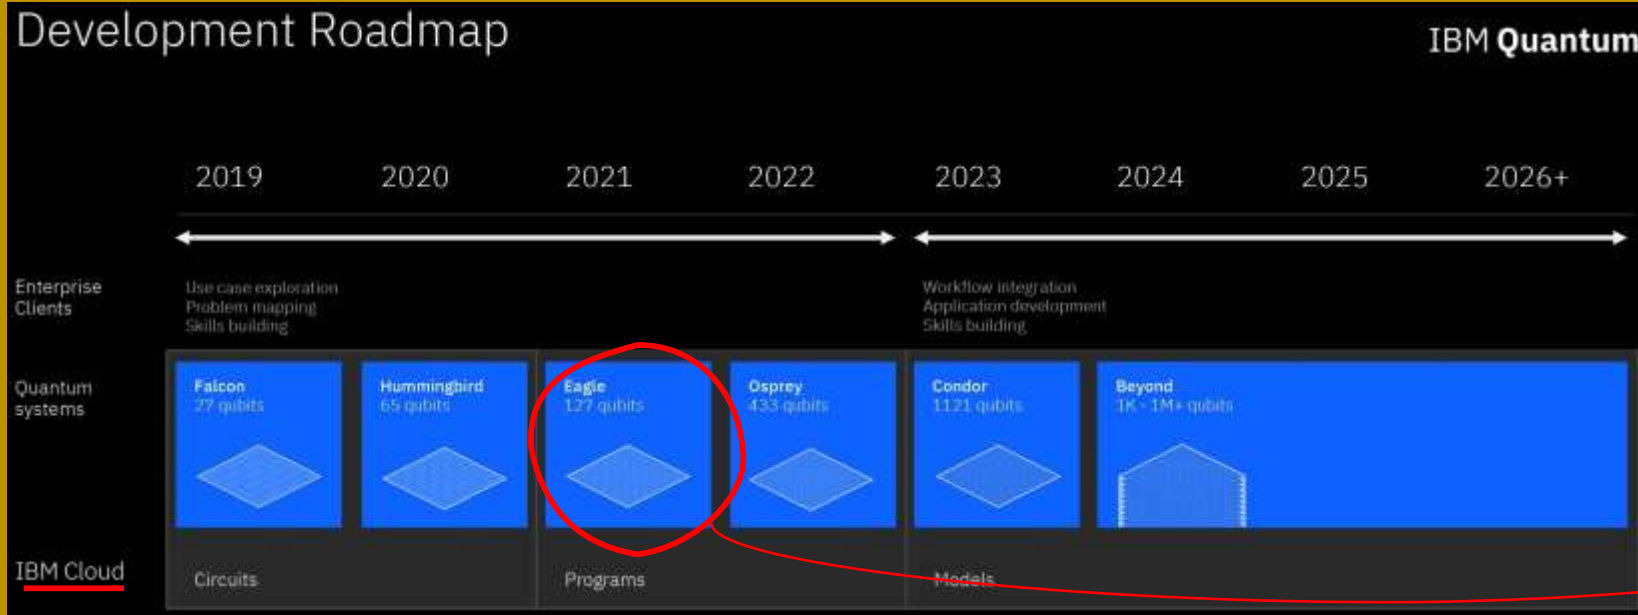 Development Roadmap
IBM Quantum
2019 2020 2021 2022 2023 2024 2025 2026+
Enterprise
Clients
Use case exploration
Problem mapping
Skills building
Workflow integration
Application development
Skills building
Quantum
systems
Falcon
27 qubits
Hummingbird
65 qubits
Eagle
127 qubits
Osprey
433 qubits
Condor
1121 qubits
Beyond
1K - 1M+ qubits
IBM Cloud
Circuits
Programs
Models